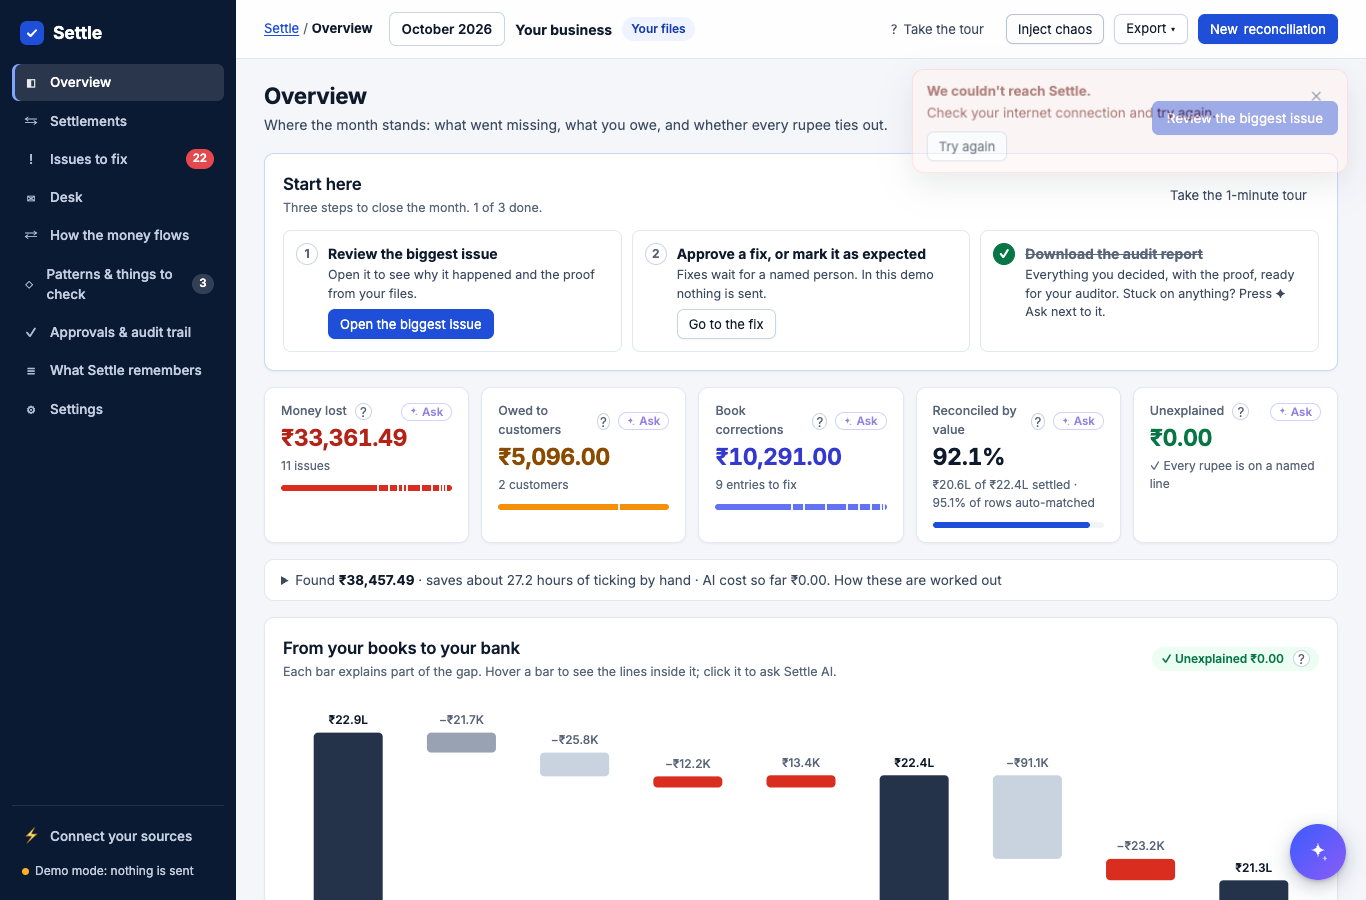 Settle
Overview
Settlements
Issues to fix 22
Desk
How the money flows
Patterns & things to check 3
Approvals & audit trail
What Settle remembers
Settings
Connect your sources
Demo mode: nothing is sent
Settle / Overview October 2026 Your business Your files ? Take the tour Inject chaos Export New reconciliation
Overview
Where the month stands: what went missing, what you owe, and whether every rupee ties out.
We couldn't reach Settle.
Check your internet connection and try again.
Try again
Review the biggest issue
Start here
Three steps to close the month. 1 of 3 done.
Take the 1-minute tour
1 Review the biggest issue
Open it to see why it happened and the proof
from your files.
Open the biggest issue
2 Approve a fix, or mark it as expected
Fixes wait for a named person. In this demo
nothing is sent.
Go to the fix
Download the audit report
Everything you decided, with the proof, ready
for your auditor. Stuck on anything? Press ✦
Ask next to it.
Money lost ? Ask
₹33,361.49
11 issues
Owed to
customers ? Ask
₹5,096.00
2 customers
Book
corrections ? Ask
₹10,291.00
9 entries to fix
Reconciled by
value ? Ask
92.1%
₹20.6L of ₹22.4L settled ·
95.1% of rows auto-matched
Unexplained ? Ask
₹0.00
✓ Every rupee is on a named
line
Found ₹38,457.49 · saves about 27.2 hours of ticking by hand · AI cost so far ₹0.00. How these are worked out
From your books to your bank
Each bar explains part of the gap. Hover a bar to see the lines inside it; click it to ask Settle AI.
✓ Unexplained ₹0.00 ?
₹22.9L
−₹21.7K
−₹25.8K
−₹12.2K
₹13.4K
₹22.4L
−₹91.1K
−₹23.2K
₹21.3L